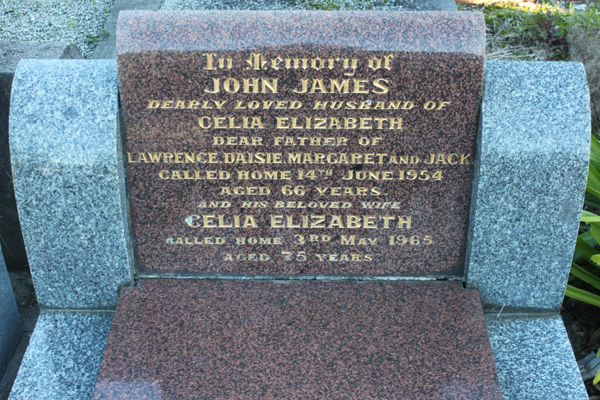 In Memory of
JOHN JAMES
DEARLY LOVED HUSBAND OF
CELIA ELIZABETH
DEAR FATHER OF
LAWRENCE, DAISIE, MARGARET AND JACK
CALLED HOME 14TH JUNE 1954
AGED 66 YEARS.
AND HIS BELOVED WIFE
CELIA ELIZABETH
CALLED HOME 3RD MAY 1965
AGED 75 YEARS